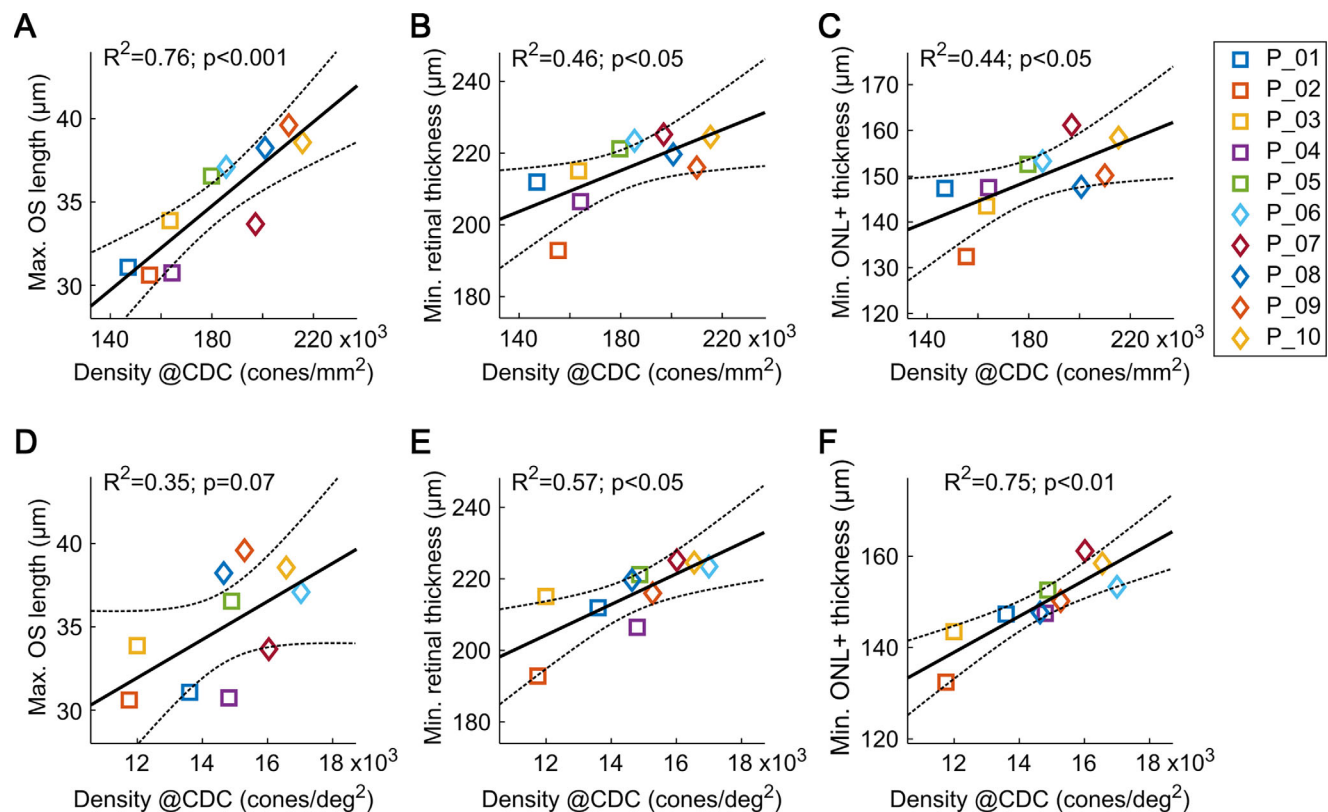 A
R²=0.76; p<0.001
Max. OS length (µm)
40
35
30
140 180 220 x10³
Density @CDC (cones/mm²)
B
R²=0.46; p<0.05
Min. retinal thickness (µm)
240
220
200
180
140 180 220 x10³
Density @CDC (cones/mm²)
C
R²=0.44; p<0.05
Min. ONL+ thickness (µm)
170
160
150
140
130
120
140 180 220 x10³
Density @CDC (cones/mm²)
P_01
P_02
P_03
P_04
P_05
P_06
P_07
P_08
P_09
P_10
D
R²=0.35; p=0.07
Max. OS length (µm)
40
35
30
12 14 16 18 x10³
Density @CDC (cones/deg²)
E
R²=0.57; p<0.05
Min. retinal thickness (µm)
240
220
200
180
12 14 16 18 x10³
Density @CDC (cones/deg²)
F
R²=0.75; p<0.01
Min. ONL+ thickness (µm)
160
140
120
12 14 16 18 x10³
Density @CDC (cones/deg²)